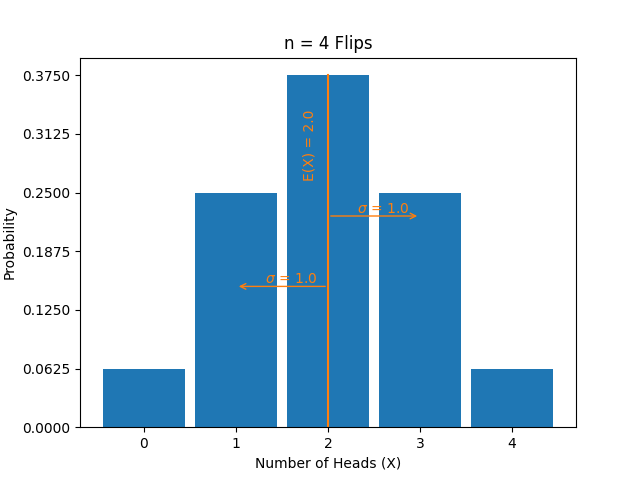 n = 4 Flips
0.3750
0.3125
0.2500
0.1875
0.1250
0.0625
0.0000
Probability
E(X) = 2.0
σ = 1.0
σ = 1.0
0 1 2 3 4
Number of Heads (X)